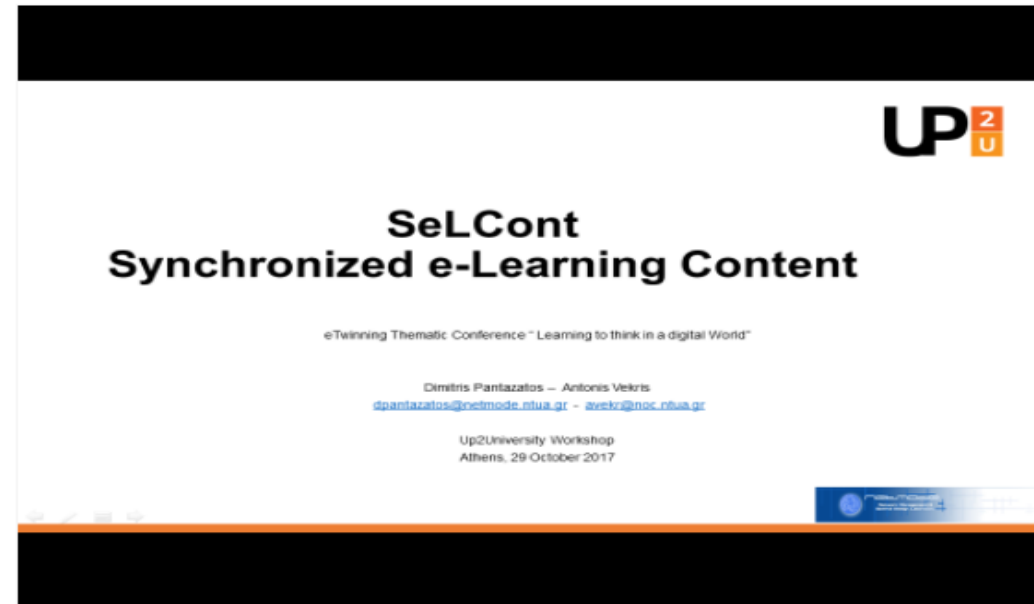 UP2U
SeLCont
Synchronized e-Learning Content
eTwinning Thematic Conference " Learning to think in a digital World"
Dimitris Pantazatos – Antonis Vekris
dpantazatos@netmode.ntua.gr - avekr@noc.ntua.gr
Up2University Workshop
Athens, 29 October 2017